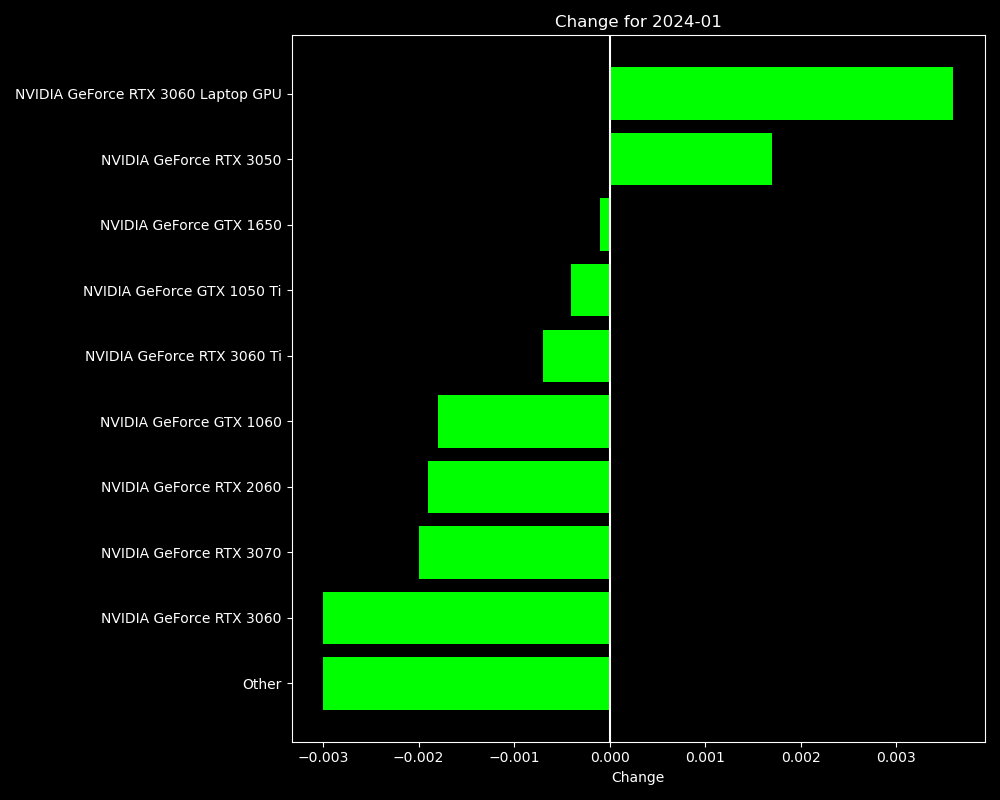 Change for 2024-01
NVIDIA GeForce RTX 3060 Laptop GPU
NVIDIA GeForce RTX 3050
NVIDIA GeForce GTX 1650
NVIDIA GeForce GTX 1050 Ti
NVIDIA GeForce RTX 3060 Ti
NVIDIA GeForce GTX 1060
NVIDIA GeForce RTX 2060
NVIDIA GeForce RTX 3070
NVIDIA GeForce RTX 3060
Other
−0.003 −0.002 −0.001 0.000 0.001 0.002 0.003
Change